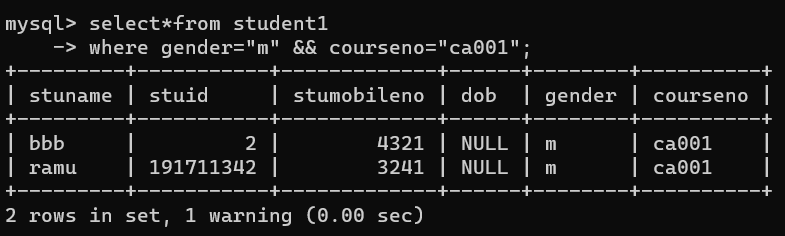 mysql> select*from student1
    -> where gender="m" && courseno="ca001";
+---------+-----------+-------------+------+--------+----------+
| stuname | stuid     | stumobileno | dob  | gender | courseno |
+---------+-----------+-------------+------+--------+----------+
| bbb     |         2 |        4321 | NULL | m      | ca001    |
| ramu    | 191711342 |        3241 | NULL | m      | ca001    |
+---------+-----------+-------------+------+--------+----------+
2 rows in set, 1 warning (0.00 sec)